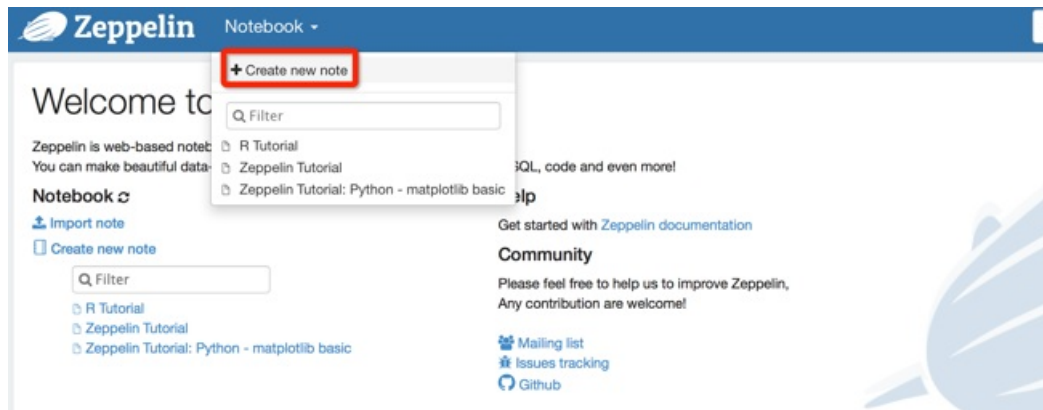 Zeppelin Notebook
+ Create new note
Filter
R Tutorial
Zeppelin Tutorial
Zeppelin Tutorial: Python - matplotlib basic
Welcome to
Zeppelin is web-based noteb
You can make beautiful data- SQL, code and even more!
Notebook
Import note
Create new note
Filter
R Tutorial
Zeppelin Tutorial
Zeppelin Tutorial: Python - matplotlib basic
elp
Get started with Zeppelin documentation
Community
Please feel free to help us to improve Zeppelin,
Any contribution are welcome!
Mailing list
Issues tracking
Github